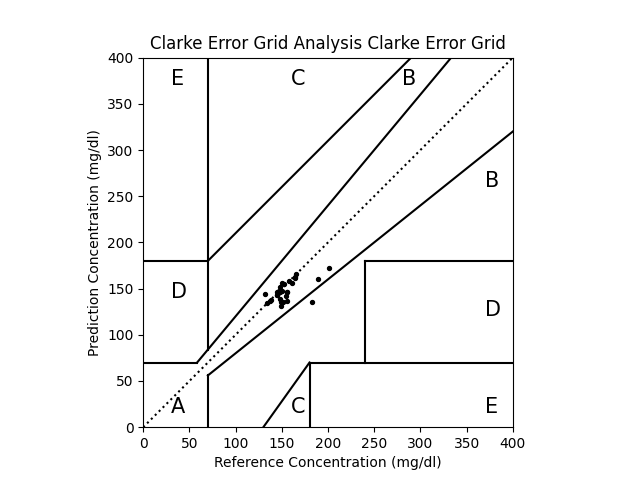 Clarke Error Grid Analysis Clarke Error Grid
400
350
300
250
200
150
100
50
0
Prediction Concentration (mg/dl)
E
C
B
B
D
D
A
C
E
0 50 100 150 200 250 300 350 400
Reference Concentration (mg/dl)